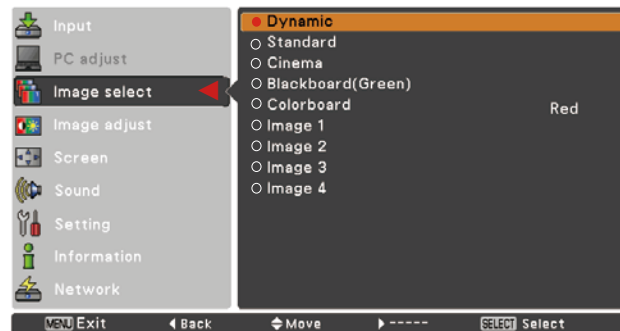 Input
PC adjust
Image select
Image adjust
Screen
Sound
Setting
Information
Network
Dynamic
Standard
Cinema
Blackboard(Green)
Colorboard Red
Image 1
Image 2
Image 3
Image 4
MENU Exit Back Move ----- SELECT Select